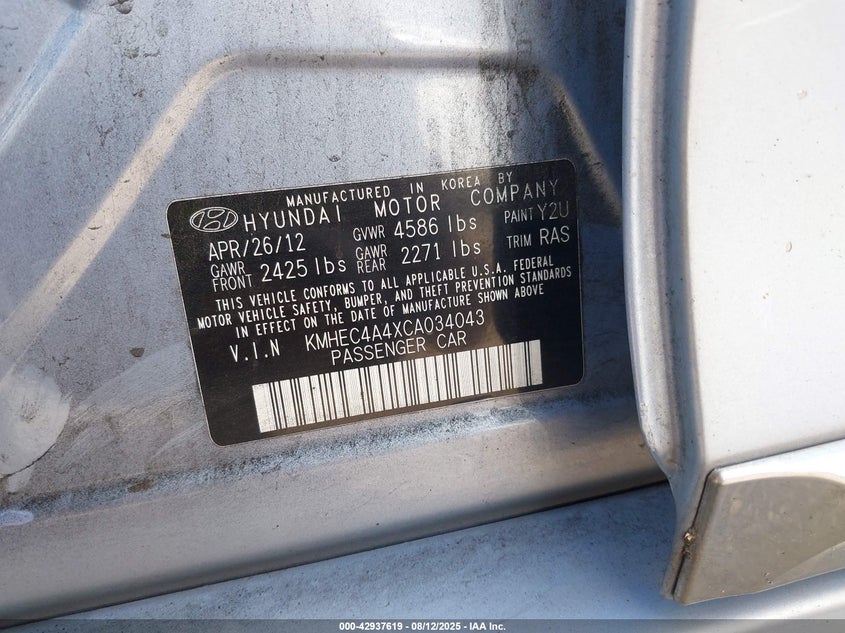 MANUFACTURED IN KOREA BY
HYUNDAI MOTOR COMPANY
APR/26/12 GVWR 4586 lbs PAINT Y2U
GAWR FRONT 2425 lbs GAWR REAR 2271 lbs TRIM RAS
THIS VEHICLE CONFORMS TO ALL APPLICABLE U.S.A. FEDERAL
MOTOR VEHICLE SAFETY, BUMPER, AND THEFT PREVENTION STANDARDS
IN EFFECT ON THE DATE OF MANUFACTURE SHOWN ABOVE
V.I.N KMHEC4A4XCA034043
PASSENGER CAR
000-42937619 - 08/12/2025 - IAA Inc.